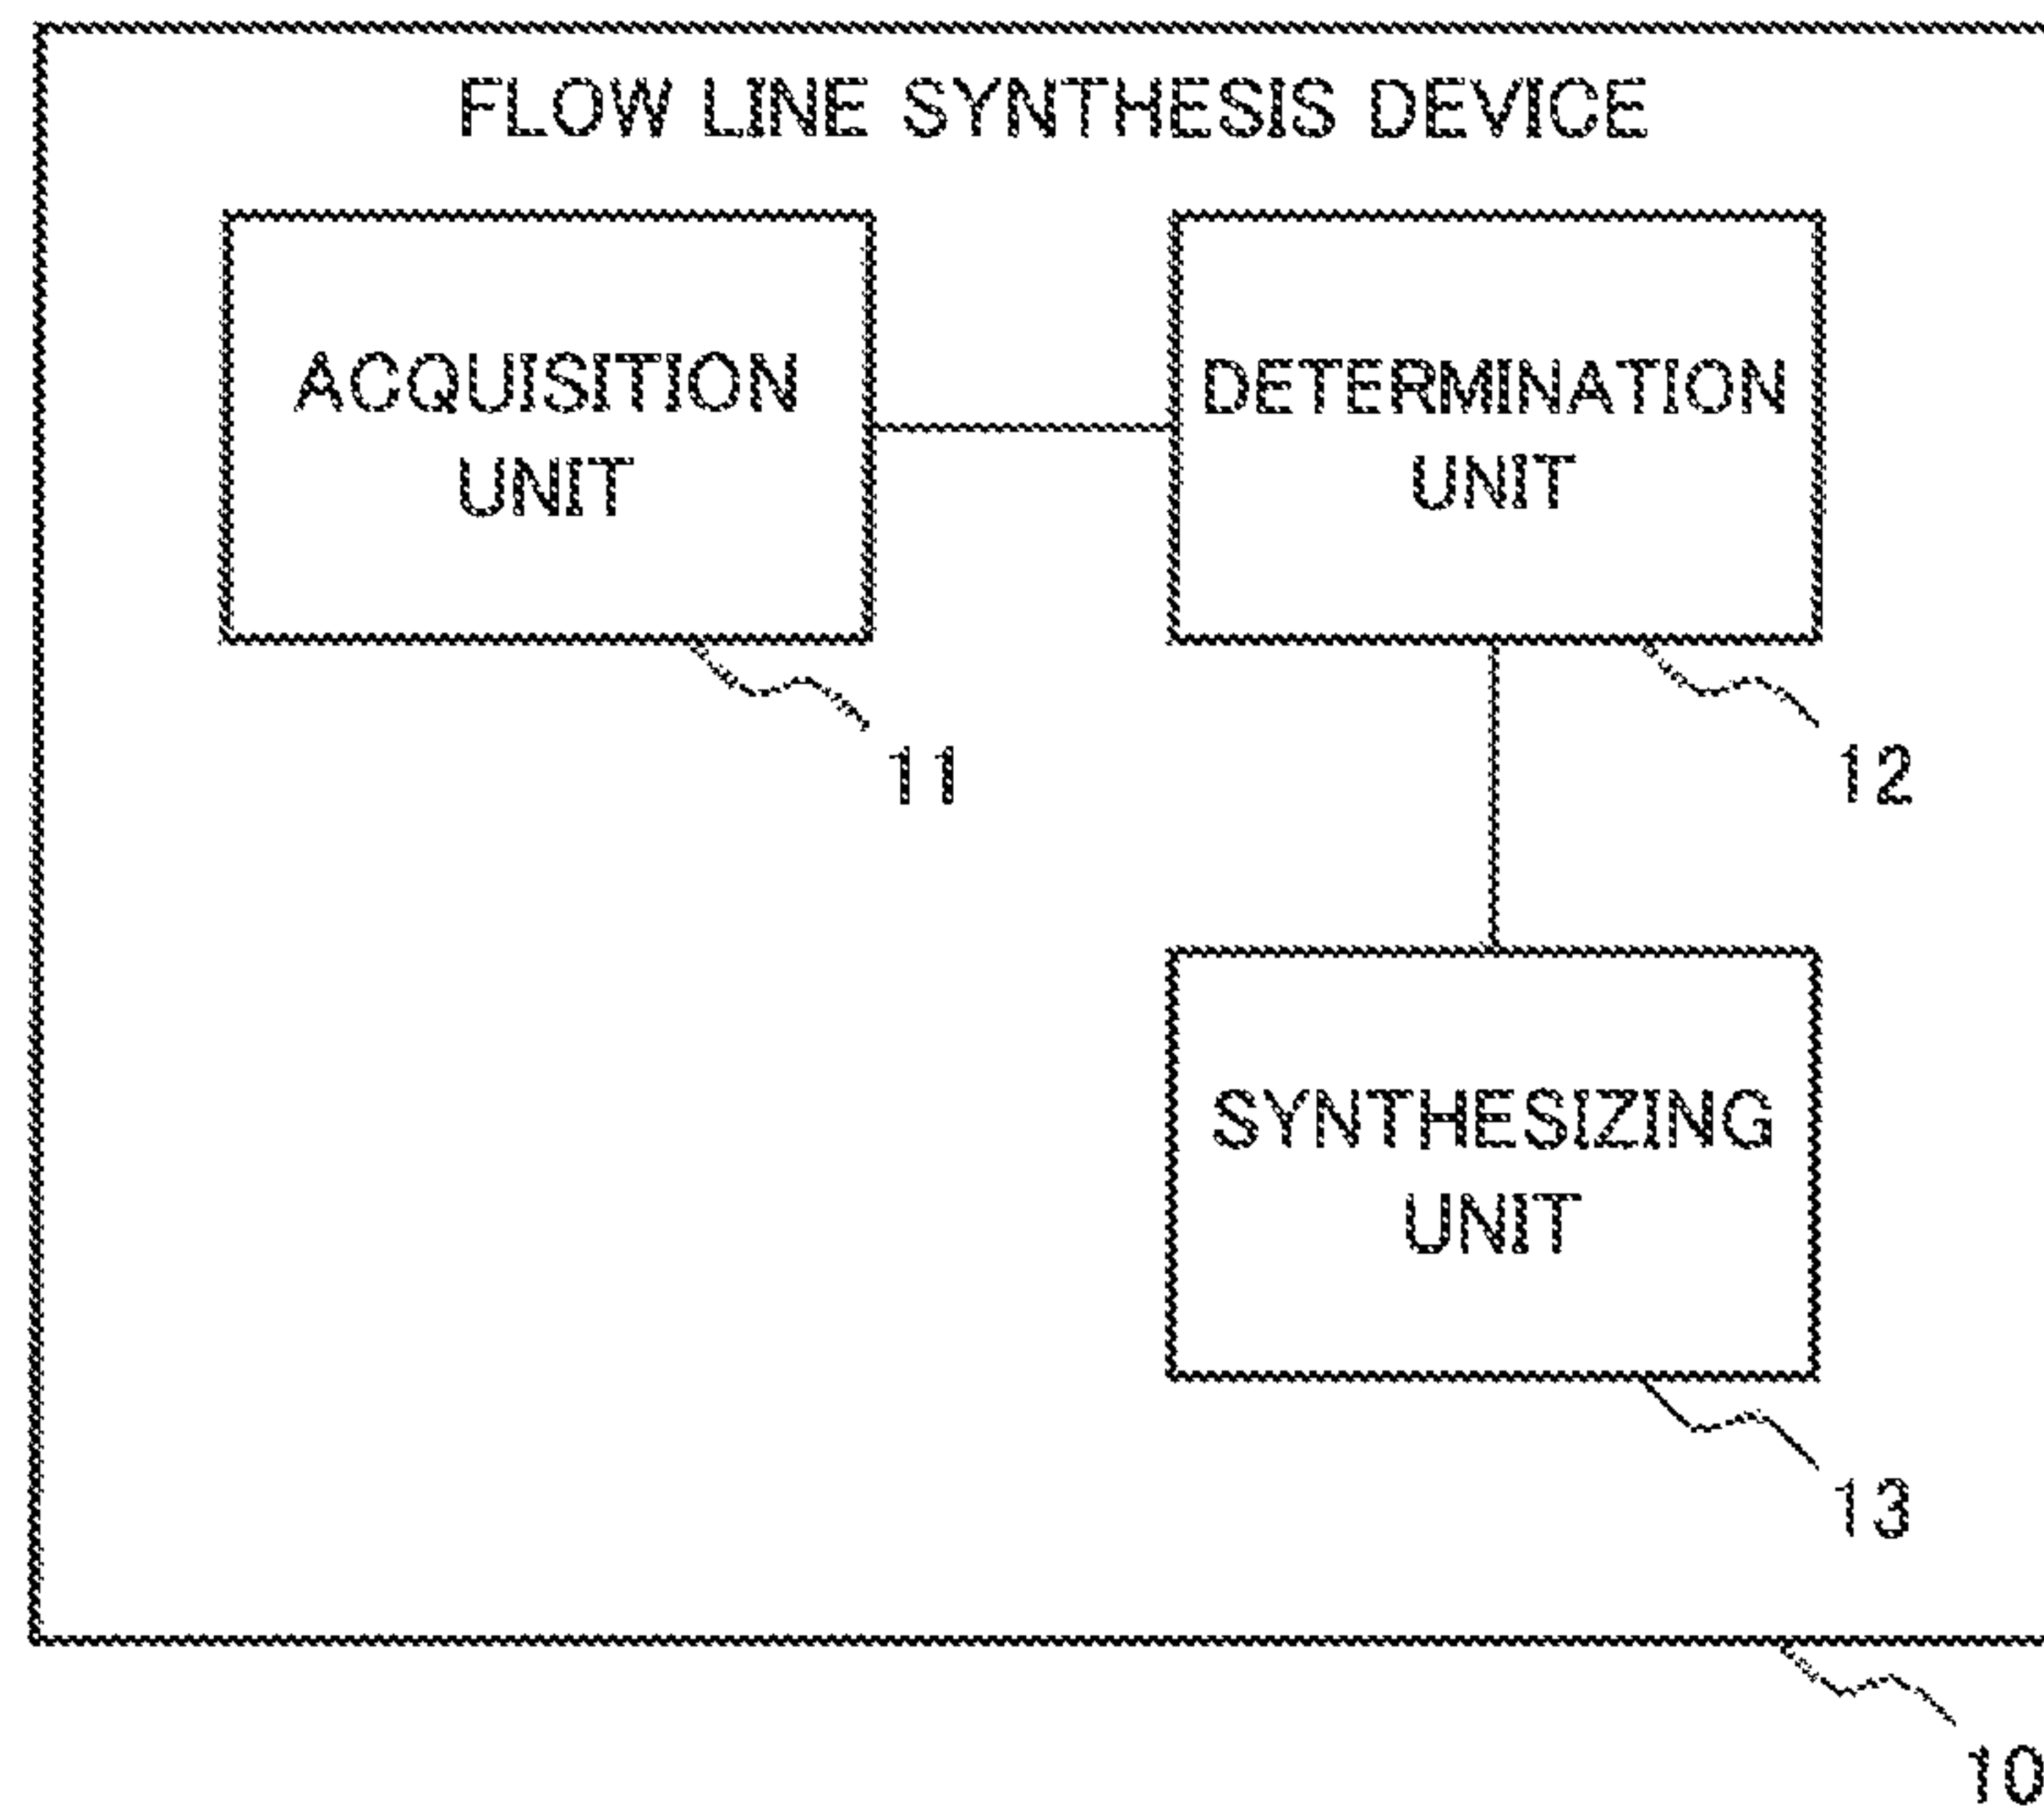 FLOW LINE SYNTHESIS DEVICE
ACQUISITION
UNIT
11
DETERMINATION
UNIT
12
SYNTHESIZING
UNIT
13
10